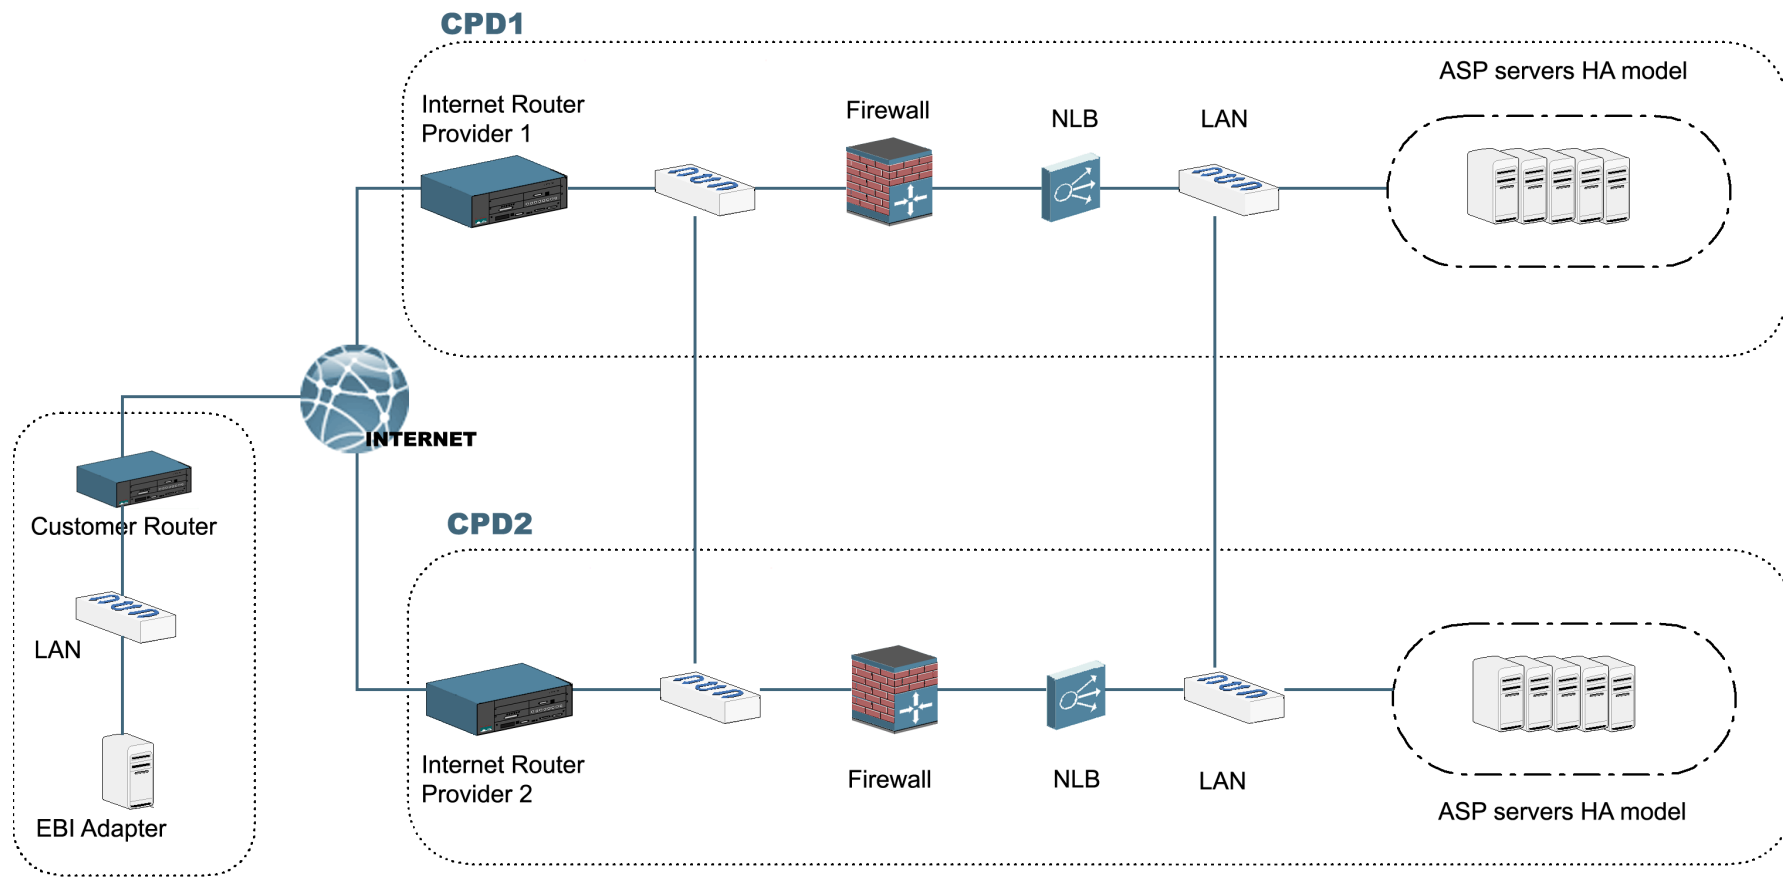 CPD1
ASP servers HA model
Internet Router
Provider 1
Firewall
NLB
LAN
INTERNET
Customer Router
LAN
EBI Adapter
CPD2
Internet Router
Provider 2
Firewall
NLB
LAN
ASP servers HA model